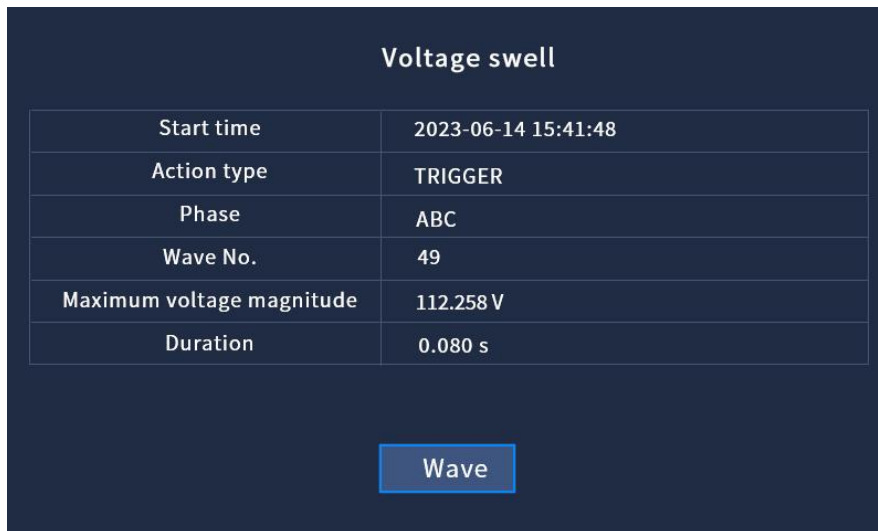 Voltage swell
Start time 2023-06-14 15:41:48
Action type TRIGGER
Phase ABC
Wave No. 49
Maximum voltage magnitude 112.258 V
Duration 0.080 s
Wave